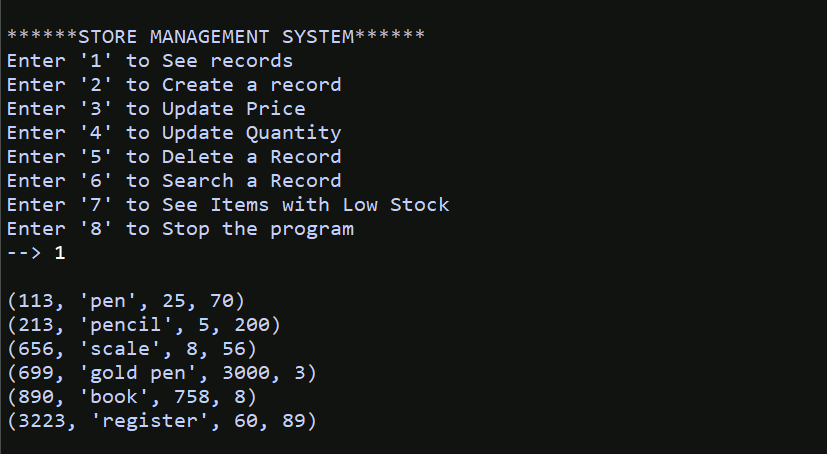 ******STORE MANAGEMENT SYSTEM******
Enter '1' to See records
Enter '2' to Create a record
Enter '3' to Update Price
Enter '4' to Update Quantity
Enter '5' to Delete a Record
Enter '6' to Search a Record
Enter '7' to See Items with Low Stock
Enter '8' to Stop the program
--> 1
(113, 'pen', 25, 70)
(213, 'pencil', 5, 200)
(656, 'scale', 8, 56)
(699, 'gold pen', 3000, 3)
(890, 'book', 758, 8)
(3223, 'register', 60, 89)